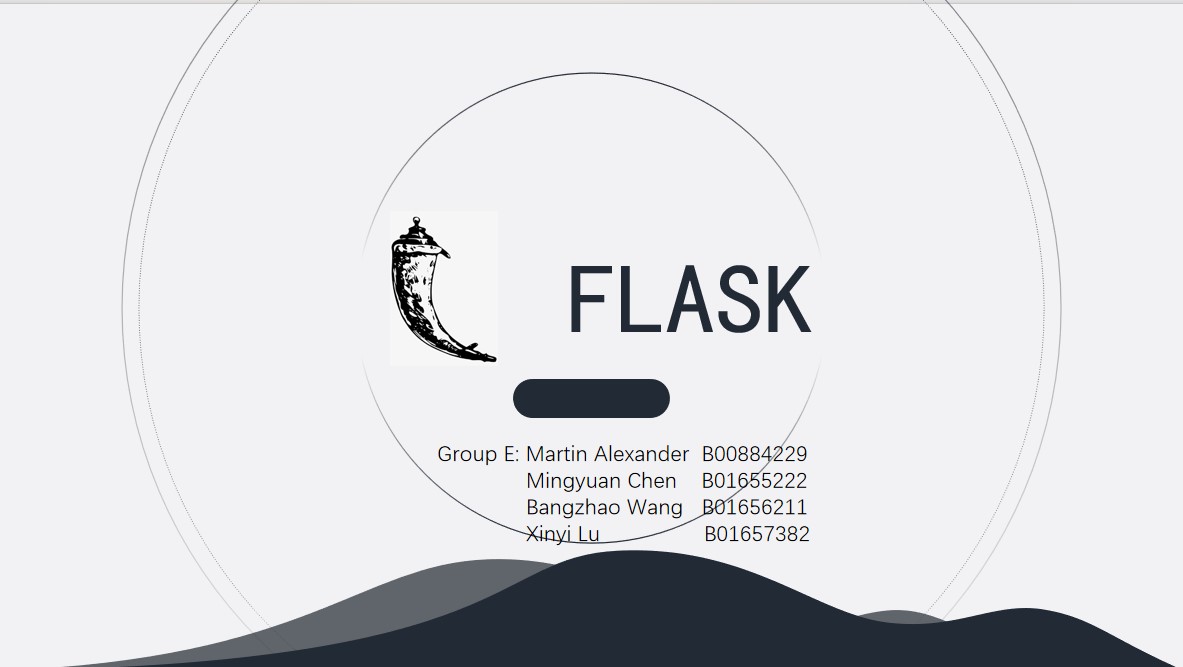 FLASK
Group E: Martin Alexander B00884229
Mingyuan Chen B01655222
Bangzhao Wang B01656211
Xinyi Lu B01657382